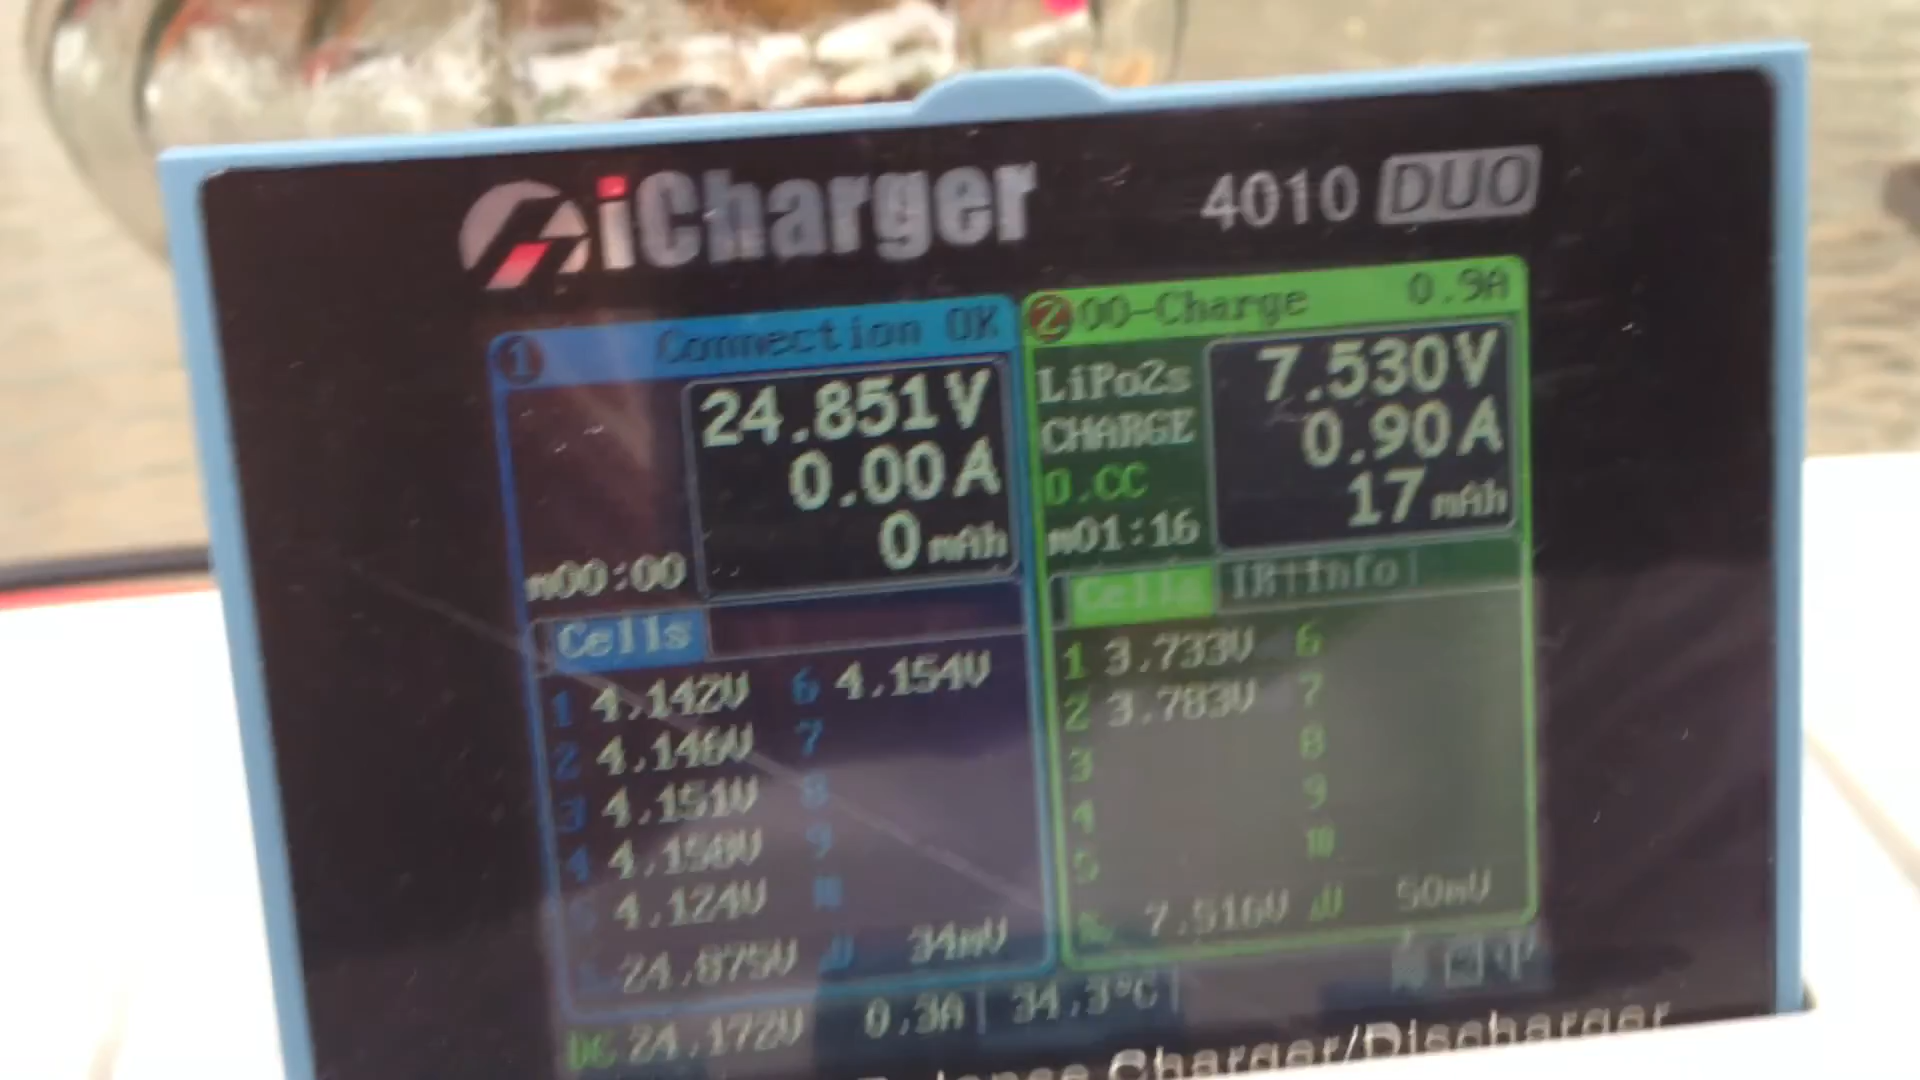 iCharger 4010 DUO
1 Connection OK
24.851V
0.00A
0mAh
m00:00
Cells
1 4.142V 6 4.154V
2 4.146V 7
3 4.151V 8
4 4.158V 9
4.124V 10
24.875V 34mV
2 00-Charge 0.9A
LiPo2s 7.530V
CHARGE 0.90A
0.CC 17mAh
m01:16
Cells IR Info
1 3.733V 6
2 3.783V 7
3 8
4 9
5 10
7.516V 50mV
DC 24.172V 0.3A 34.3°C
Charger/Discharger